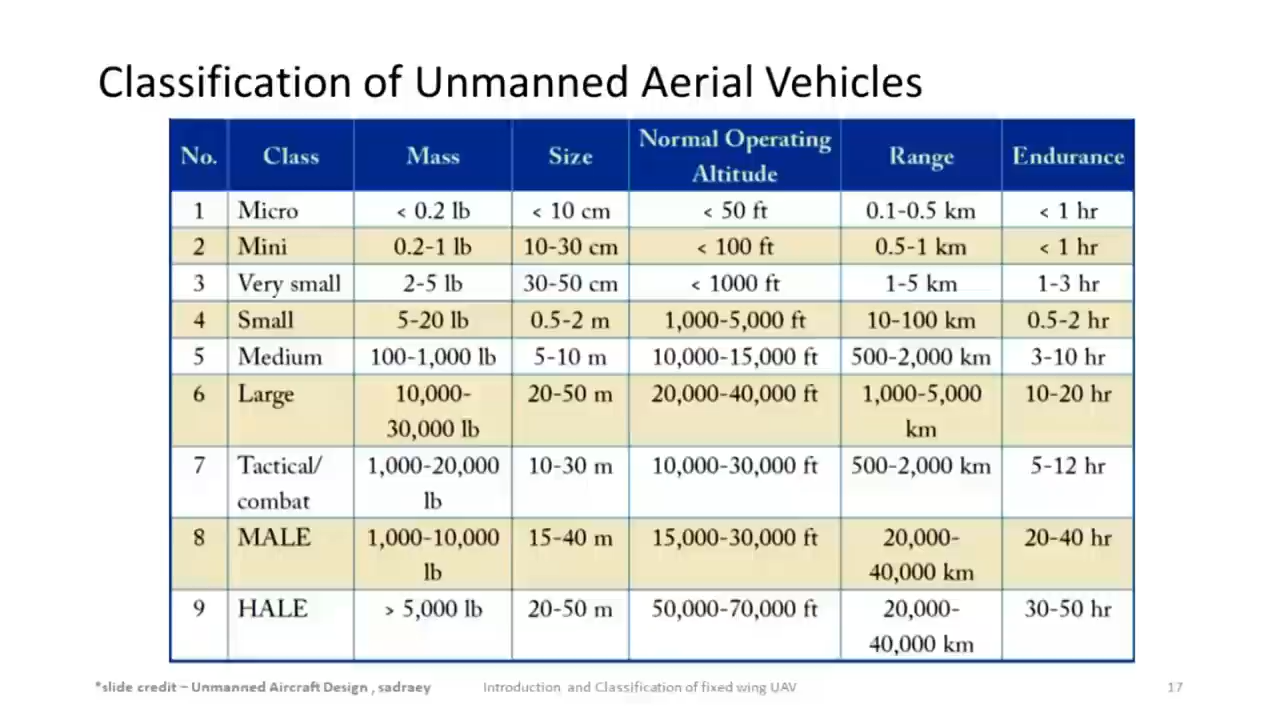 Classification of Unmanned Aerial Vehicles
No. Class Mass Size Normal Operating Altitude Range Endurance
1 Micro < 0.2 lb < 10 cm < 50 ft 0.1-0.5 km < 1 hr
2 Mini 0.2-1 lb 10-30 cm < 100 ft 0.5-1 km < 1 hr
3 Very small 2-5 lb 30-50 cm < 1000 ft 1-5 km 1-3 hr
4 Small 5-20 lb 0.5-2 m 1,000-5,000 ft 10-100 km 0.5-2 hr
5 Medium 100-1,000 lb 5-10 m 10,000-15,000 ft 500-2,000 km 3-10 hr
6 Large 10,000-30,000 lb 20-50 m 20,000-40,000 ft 1,000-5,000 km 10-20 hr
7 Tactical/combat 1,000-20,000 lb 10-30 m 10,000-30,000 ft 500-2,000 km 5-12 hr
8 MALE 1,000-10,000 lb 15-40 m 15,000-30,000 ft 20,000-40,000 km 20-40 hr
9 HALE > 5,000 lb 20-50 m 50,000-70,000 ft 20,000-40,000 km 30-50 hr
*slide credit – Unmanned Aircraft Design , sadraey Introduction and Classification of fixed wing UAV 17